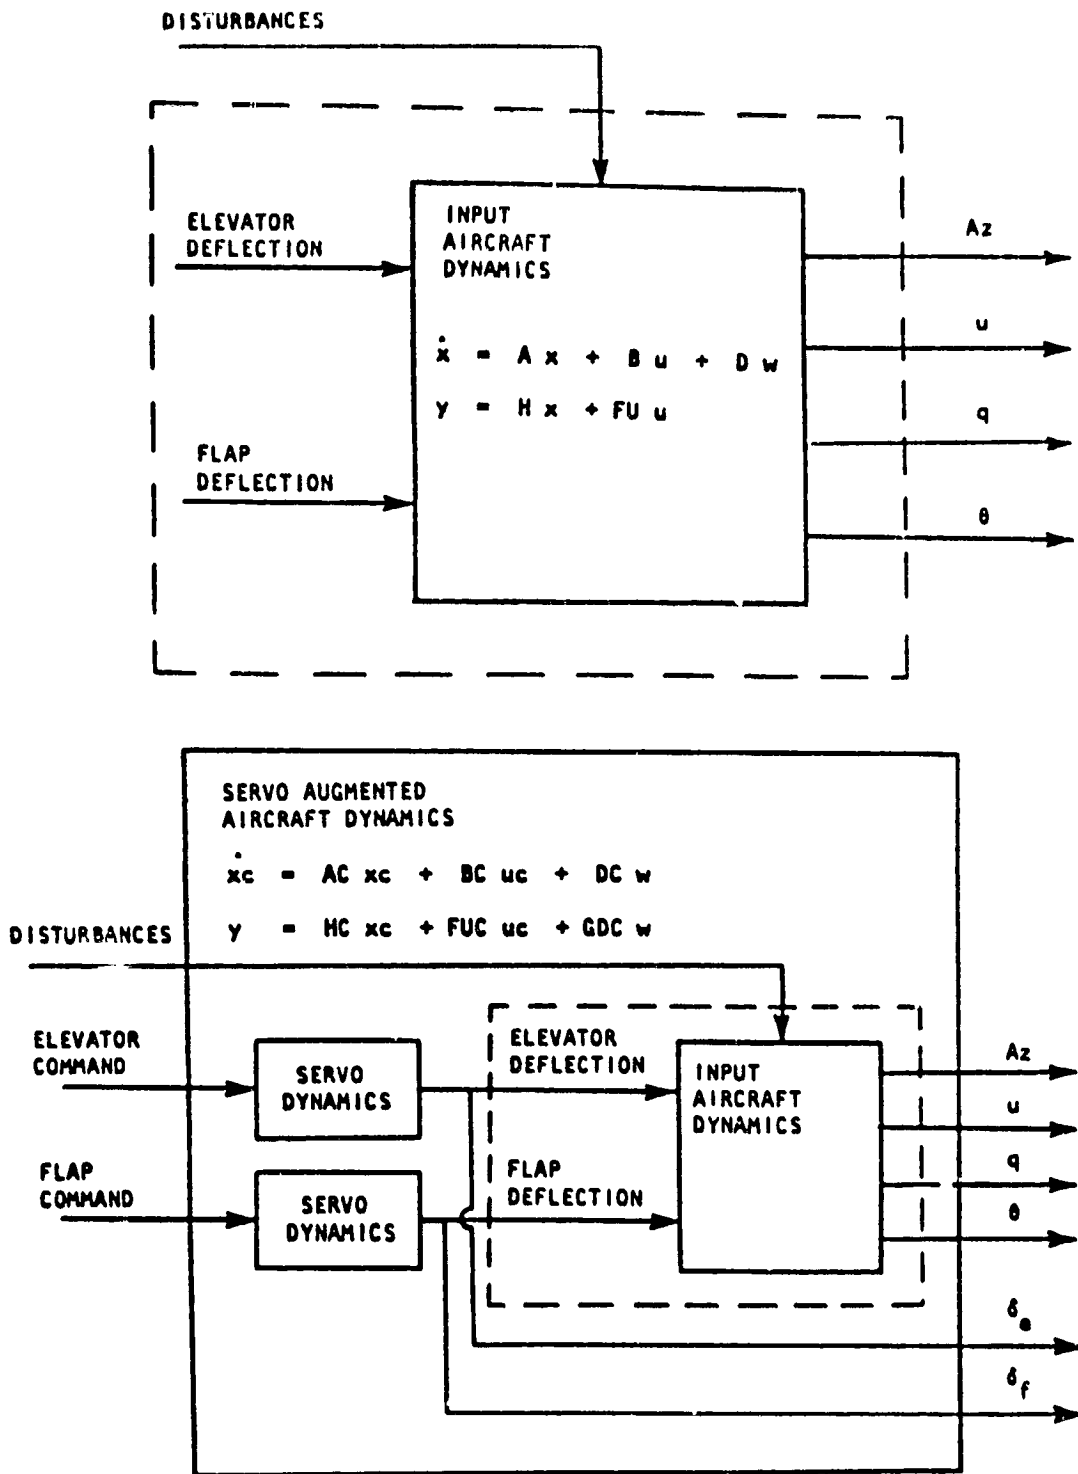 DISTURBANCES
ELEVATOR
DEFLECTION
INPUT
AIRCRAFT
DYNAMICS
Az
u
ẋ = A x + B u + D w
y = H x + FU u
q
FLAP
DEFLECTION
θ
SERVO AUGMENTED
AIRCRAFT DYNAMICS
ẋc = AC xc + BC uc + DC w
y = HC xc + FUC uc + GDC w
DISTURBANCES
ELEVATOR
COMMAND
SERVO
DYNAMICS
ELEVATOR
DEFLECTION
INPUT
AIRCRAFT
DYNAMICS
Az
u
FLAP
COMMAND
SERVO
DYNAMICS
FLAP
DEFLECTION
q
θ
δe
δf